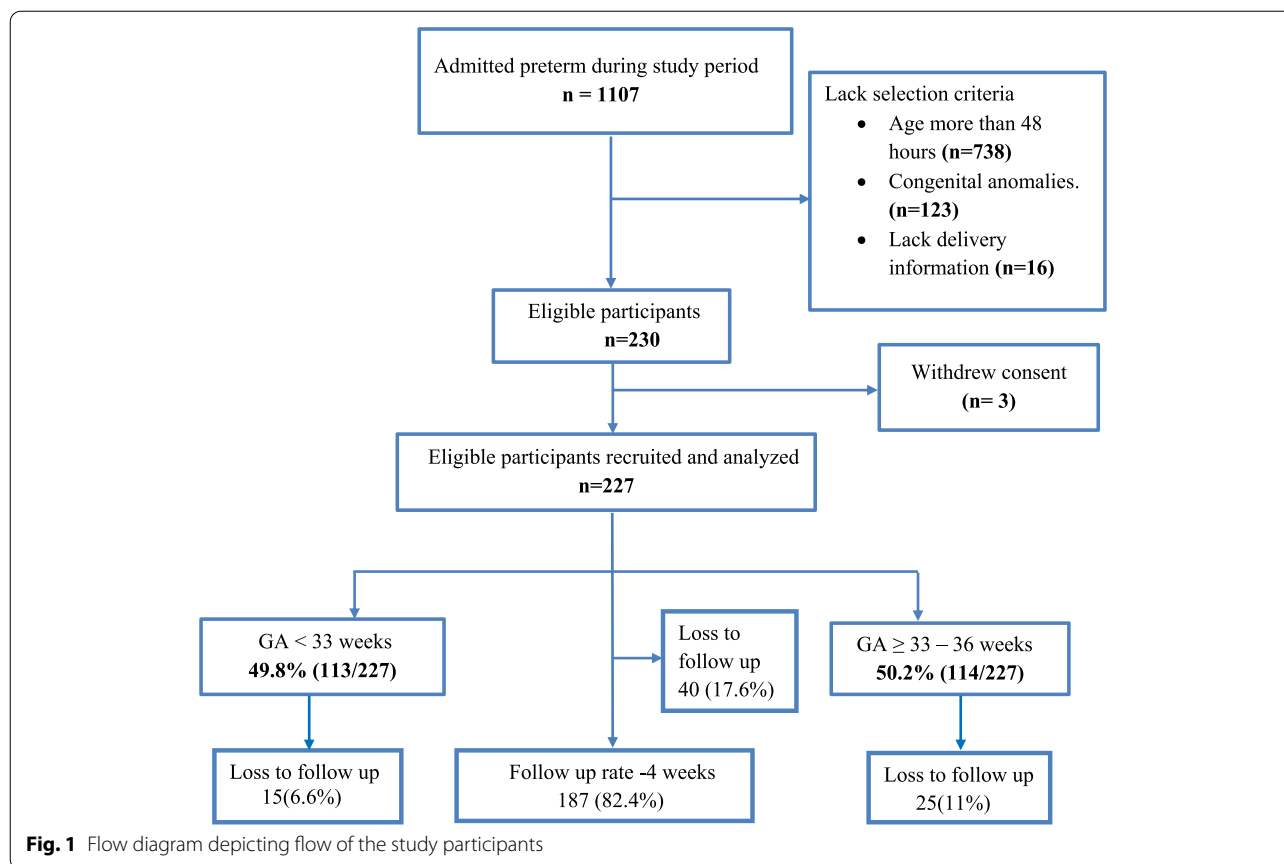 Admitted preterm during study period
n = 1107
Lack selection criteria
• Age more than 48
hours (n=738)
• Congenital anomalies.
(n=123)
• Lack delivery
information (n=16)
Eligible participants
n=230
Withdrew consent
(n= 3)
Eligible participants recruited and analyzed
n=227
GA < 33 weeks
49.8% (113/227)
Loss to
follow up
40 (17.6%)
GA ≥ 33 – 36 weeks
50.2% (114/227)
Loss to follow up
15(6.6%)
Follow up rate -4 weeks
187 (82.4%)
Loss to follow up
25(11%)
Fig. 1 Flow diagram depicting flow of the study participants